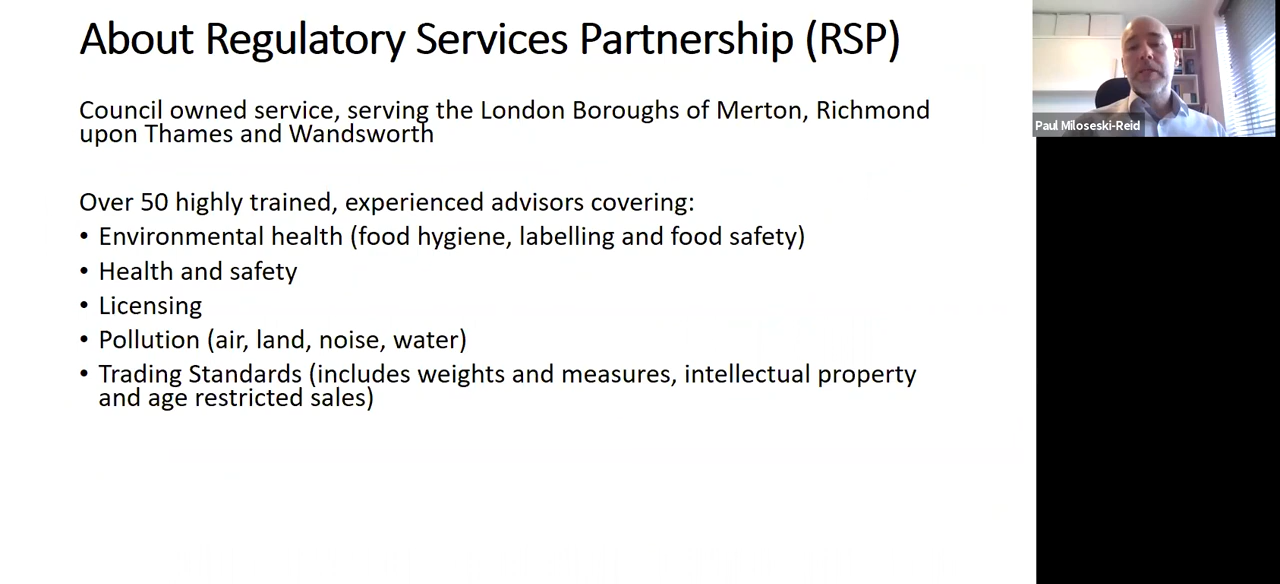 About Regulatory Services Partnership (RSP)
Council owned service, serving the London Boroughs of Merton, Richmond
upon Thames and Wandsworth
Over 50 highly trained, experienced advisors covering:
• Environmental health (food hygiene, labelling and food safety)
• Health and safety
• Licensing
• Pollution (air, land, noise, water)
• Trading Standards (includes weights and measures, intellectual property
and age restricted sales)
Paul Miloseski-Reid